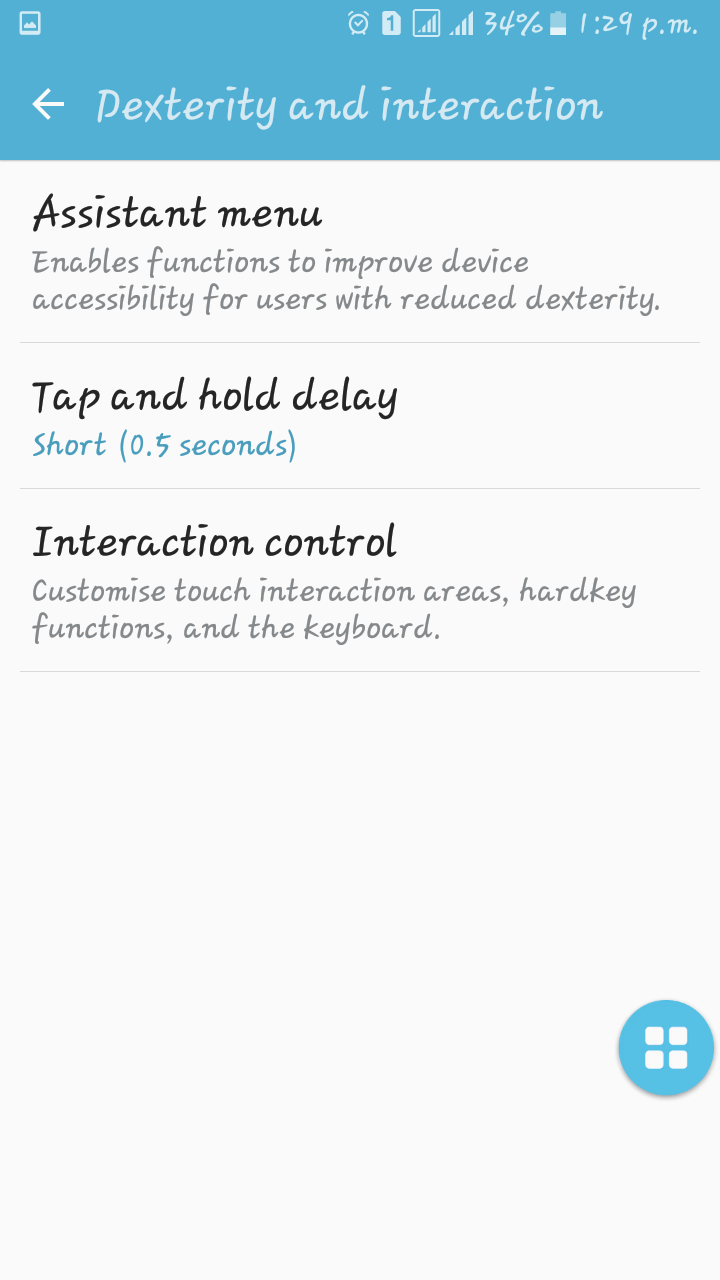 1 34% 1:29 p.m.
Dexterity and interaction
Assistant menu
Enables functions to improve device
accessibility for users with reduced dexterity.
Tap and hold delay
Short (0.5 seconds)
Interaction control
Customise touch interaction areas, hardkey
functions, and the keyboard.